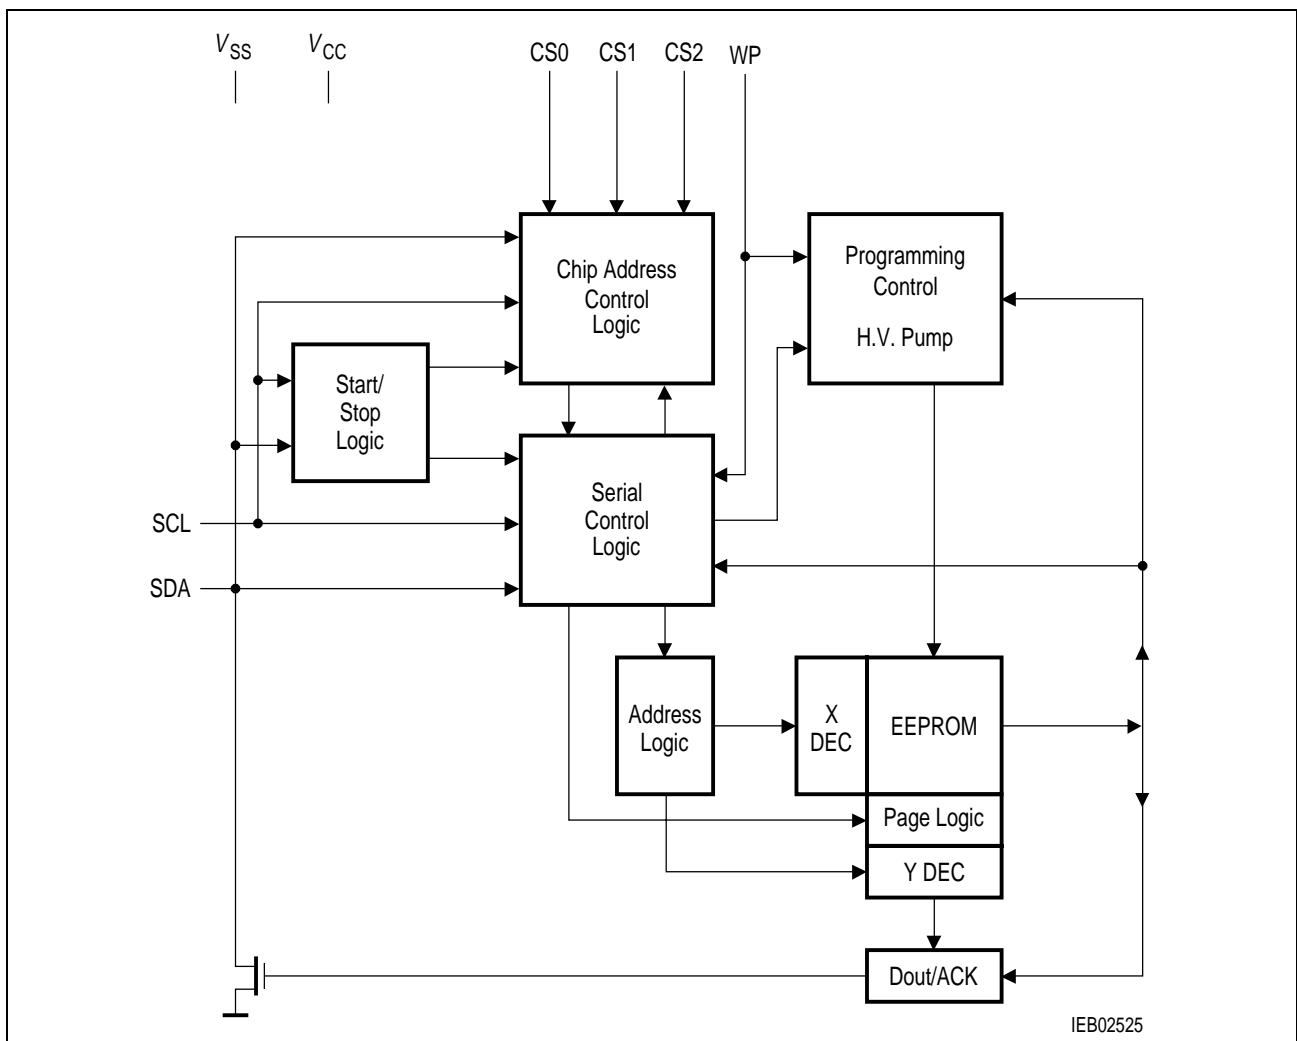 VSS VCC CS0 CS1 CS2 WP
Chip Address
Control
Logic
Programming
Control
H.V. Pump
Start/
Stop
Logic
Serial
Control
Logic
SCL
SDA
Address
Logic
X
DEC
EEPROM
Page Logic
Y DEC
Dout/ACK
IEB02525